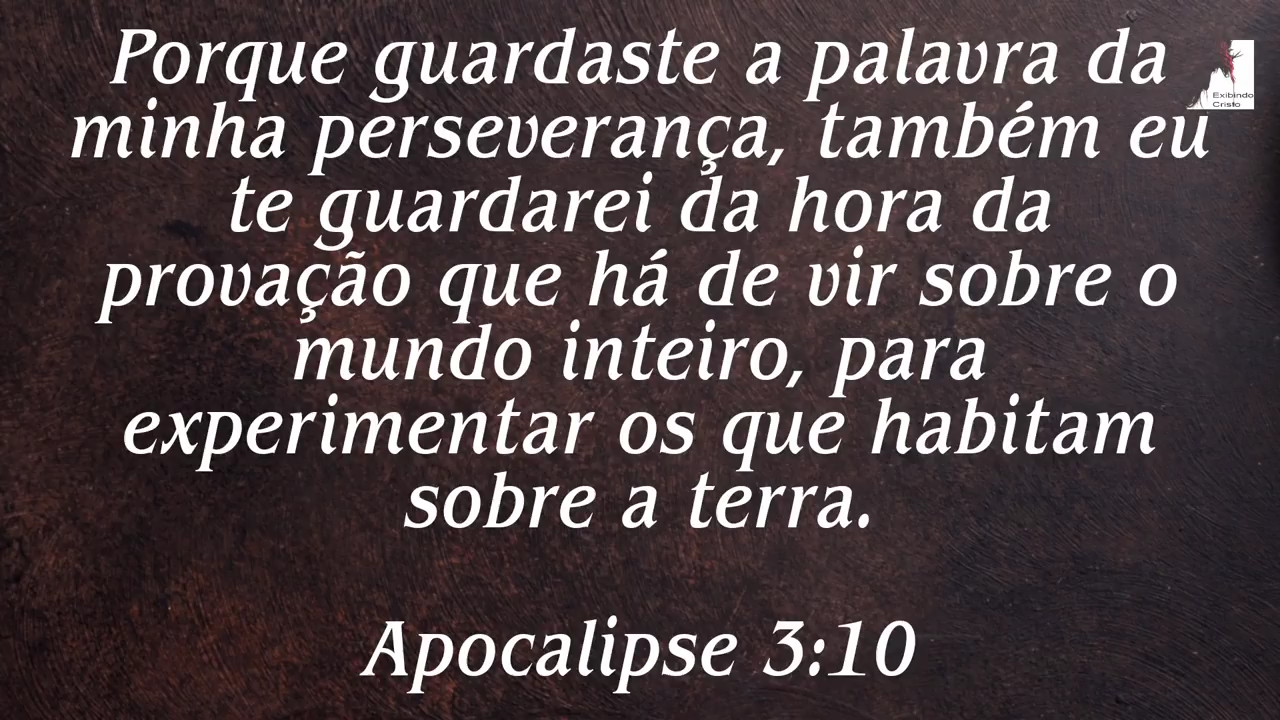 Porque guardaste a palavra da
minha perseverança, também eu
te guardarei da hora da
provação que há de vir sobre o
mundo inteiro, para
experimentar os que habitam
sobre a terra.
Apocalipse 3:10
Exibindo
Cristo